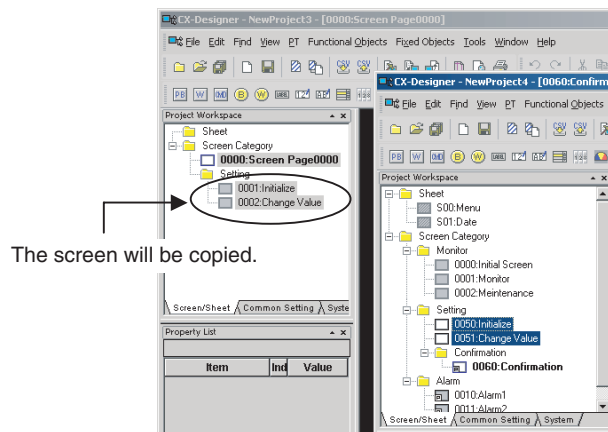 CX-Designer - NewProject3 - [0000:Screen Page0000]
File Edit Find View PT Functional Objects Fixed Objects Tools Window Help
Project Workspace
Sheet
Screen Category
0000:Screen Page0000
Setting
0001:Initialize
0002:Change Value
The screen will be copied.
Screen/Sheet Common Setting Syste
Property List
Item Ind Value
CX-Designer - NewProject4 - [0060:Confirm
File Edit Find View PT Functional Objects
Project Workspace
Sheet
S00:Menu
S01:Date
Screen Category
Monitor
0000:Initial Screen
0001:Monitor
0002:Meintenance
Setting
0050:Initialize
0051:Change Value
Confirmation
0060:Confirmation
Alarm
0010:Alarm1
0011:Alarm2
Screen/Sheet Common Setting System